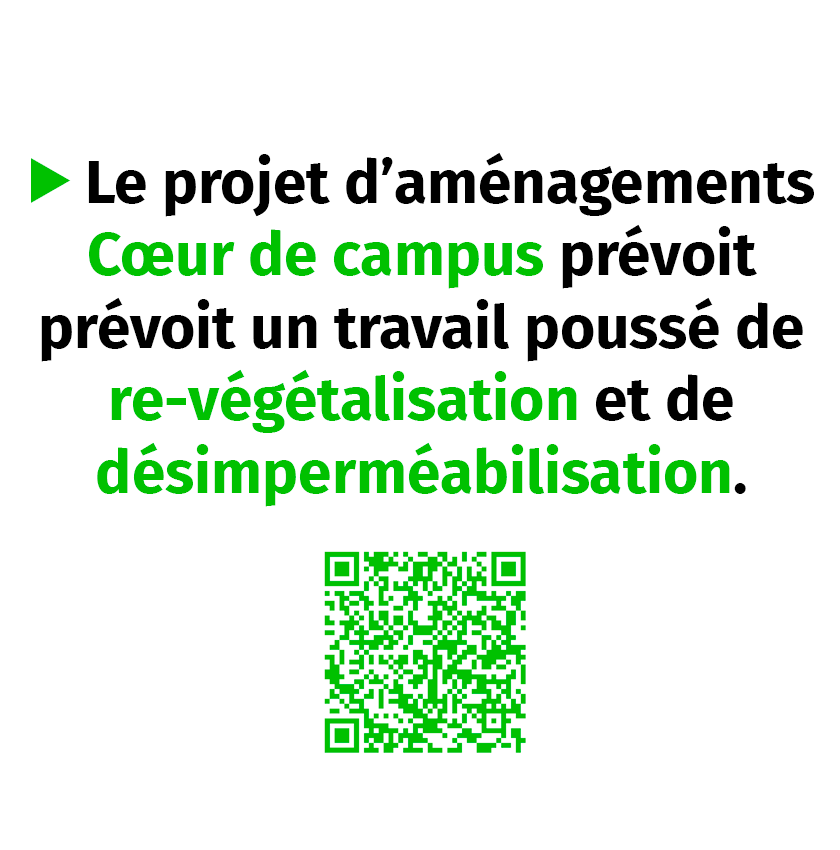 Le projet d’aménagements
Cœur de campus prévoit
prévoit un travail poussé de
re-végétalisation et de
désimperméabilisation.